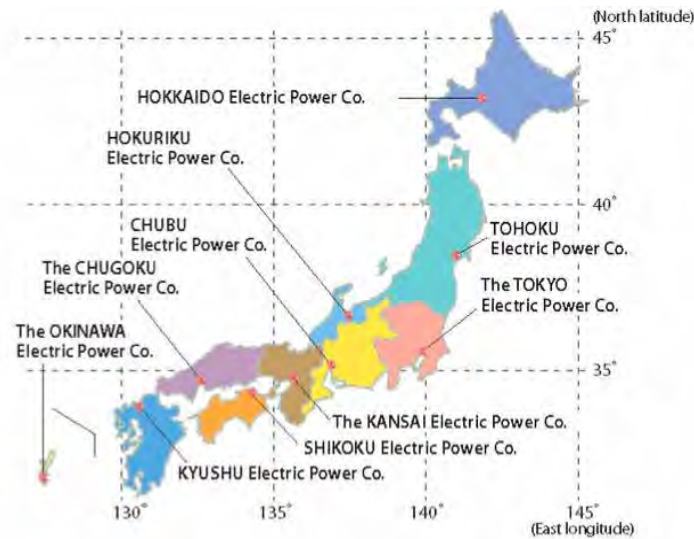 (North latitude)
45°
HOKKAIDO Electric Power Co.
HOKURIKU
Electric Power Co.
40°
CHUBU
Electric Power Co.
TOHOKU
Electric Power Co.
The CHUGOKU
Electric Power Co.
The TOKYO
Electric Power Co.
The OKINAWA
Electric Power Co.
35°
The KANSAI Electric Power Co.
SHIKOKU Electric Power Co.
KYUSHU Electric Power Co.
130° 135° 140° 145°
(East longitude)